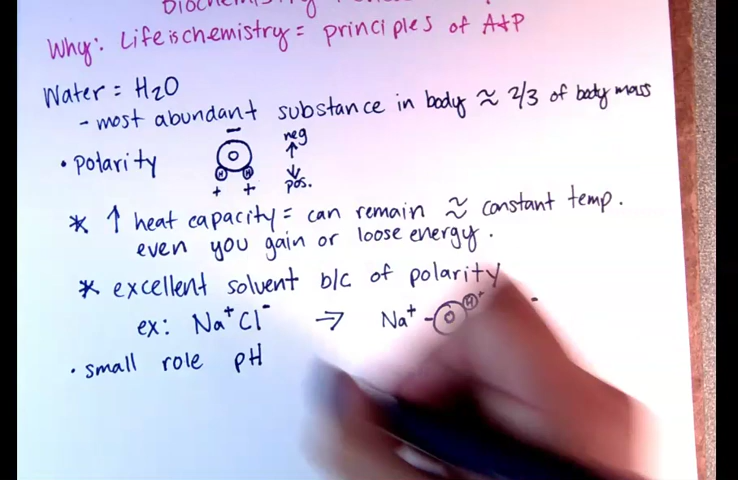 Biochemistry
Why: Life is chemistry = principles of A+P
Water = H2O
- most abundant substance in body ≈ 2/3 of body mass
• Polarity
−
neg
↑
O
H H
+ +
↓
pos.
* ↑ heat capacity = can remain ≈ constant temp.
even you gain or loose energy.
* excellent solvent b/c of polarity
ex: Na+Cl- → Na+ - O H +
-
• small role pH